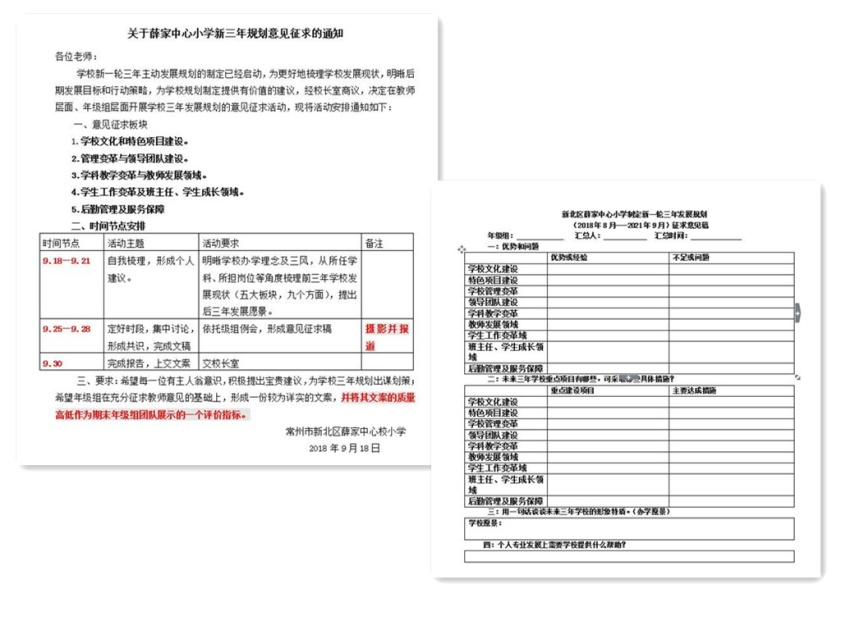 关于薛家中心小学新三年规划意见征求的通知
各位老师：
学校新一轮三年主动发展规划的制定已经启动，为更好地梳理学校发展现状，明晰后
期发展目标和行动策略，为学校规划制定提供有价值的建议，经校长室商议，决定在教师
层面、年级组层面开展学校三年发展规划的意见征求活动，现将活动安排通知如下：
一、意见征求板块
1.学校文化和特色项目建设。
2.管理变革与领导团队建设。
3.学科教学变革与教师发展领域。
4.学生工作变革及班主任、学生成长领域。
5.后勤管理及服务保障
二、时间节点安排
时间节点 活动主题 活动要求 备注
9.18—9.21 自我梳理，形成个人 明晰学校办学理念及三风，从所任学
建议。 科、所担岗位等角度梳理前三年学校发
展现状（五大板块，九个方面），提出
后三年发展愿景。
9.25—9.28 定好时段，集中讨论， 依托级组例会，形成意见征求稿 摄影并报
形成共识，完成文稿 道
9.30 完成报告，上交文案 交校长室
三、要求：希望每一位有主人翁意识，积极提出宝贵建议，为学校三年规划出谋划策；
希望年级组在充分征求教师意见的基础上，形成一份较为详实的文案，并将其文案的质量
高低作为期末年级组团队展示的一个评价指标。
常州市新北区薛家中心校小学
2018 年 9 月 18 日
新北区薛家中心小学制定新一轮三年发展规划
（2018 年 8 月—2021 年 9 月）征求意见稿
年级组： 汇总人： 汇总时间：
一：优势和问题
优势或经验 不足或问题
学校文化建设
特色项目建设
学校管理变革
领导团队建设
学科教学变革
教师发展领域
学生工作变革域
班主任、学生成长领
域
后勤管理及服务保障
二：未来三年学校重点项目有哪些，可采 具体措施？
重点建设项目 主要达成措施
学校文化建设
特色项目建设
学校管理变革
领导团队建设
学科教学变革
教师发展领域
学生工作变革域
班主任、学生成长领
域
后勤管理及服务保障
三：用一句话谈谈未来三年学校的形象特质。（办学愿景）
学校愿景：
四：个人专业发展上需要学校提供什么帮助？